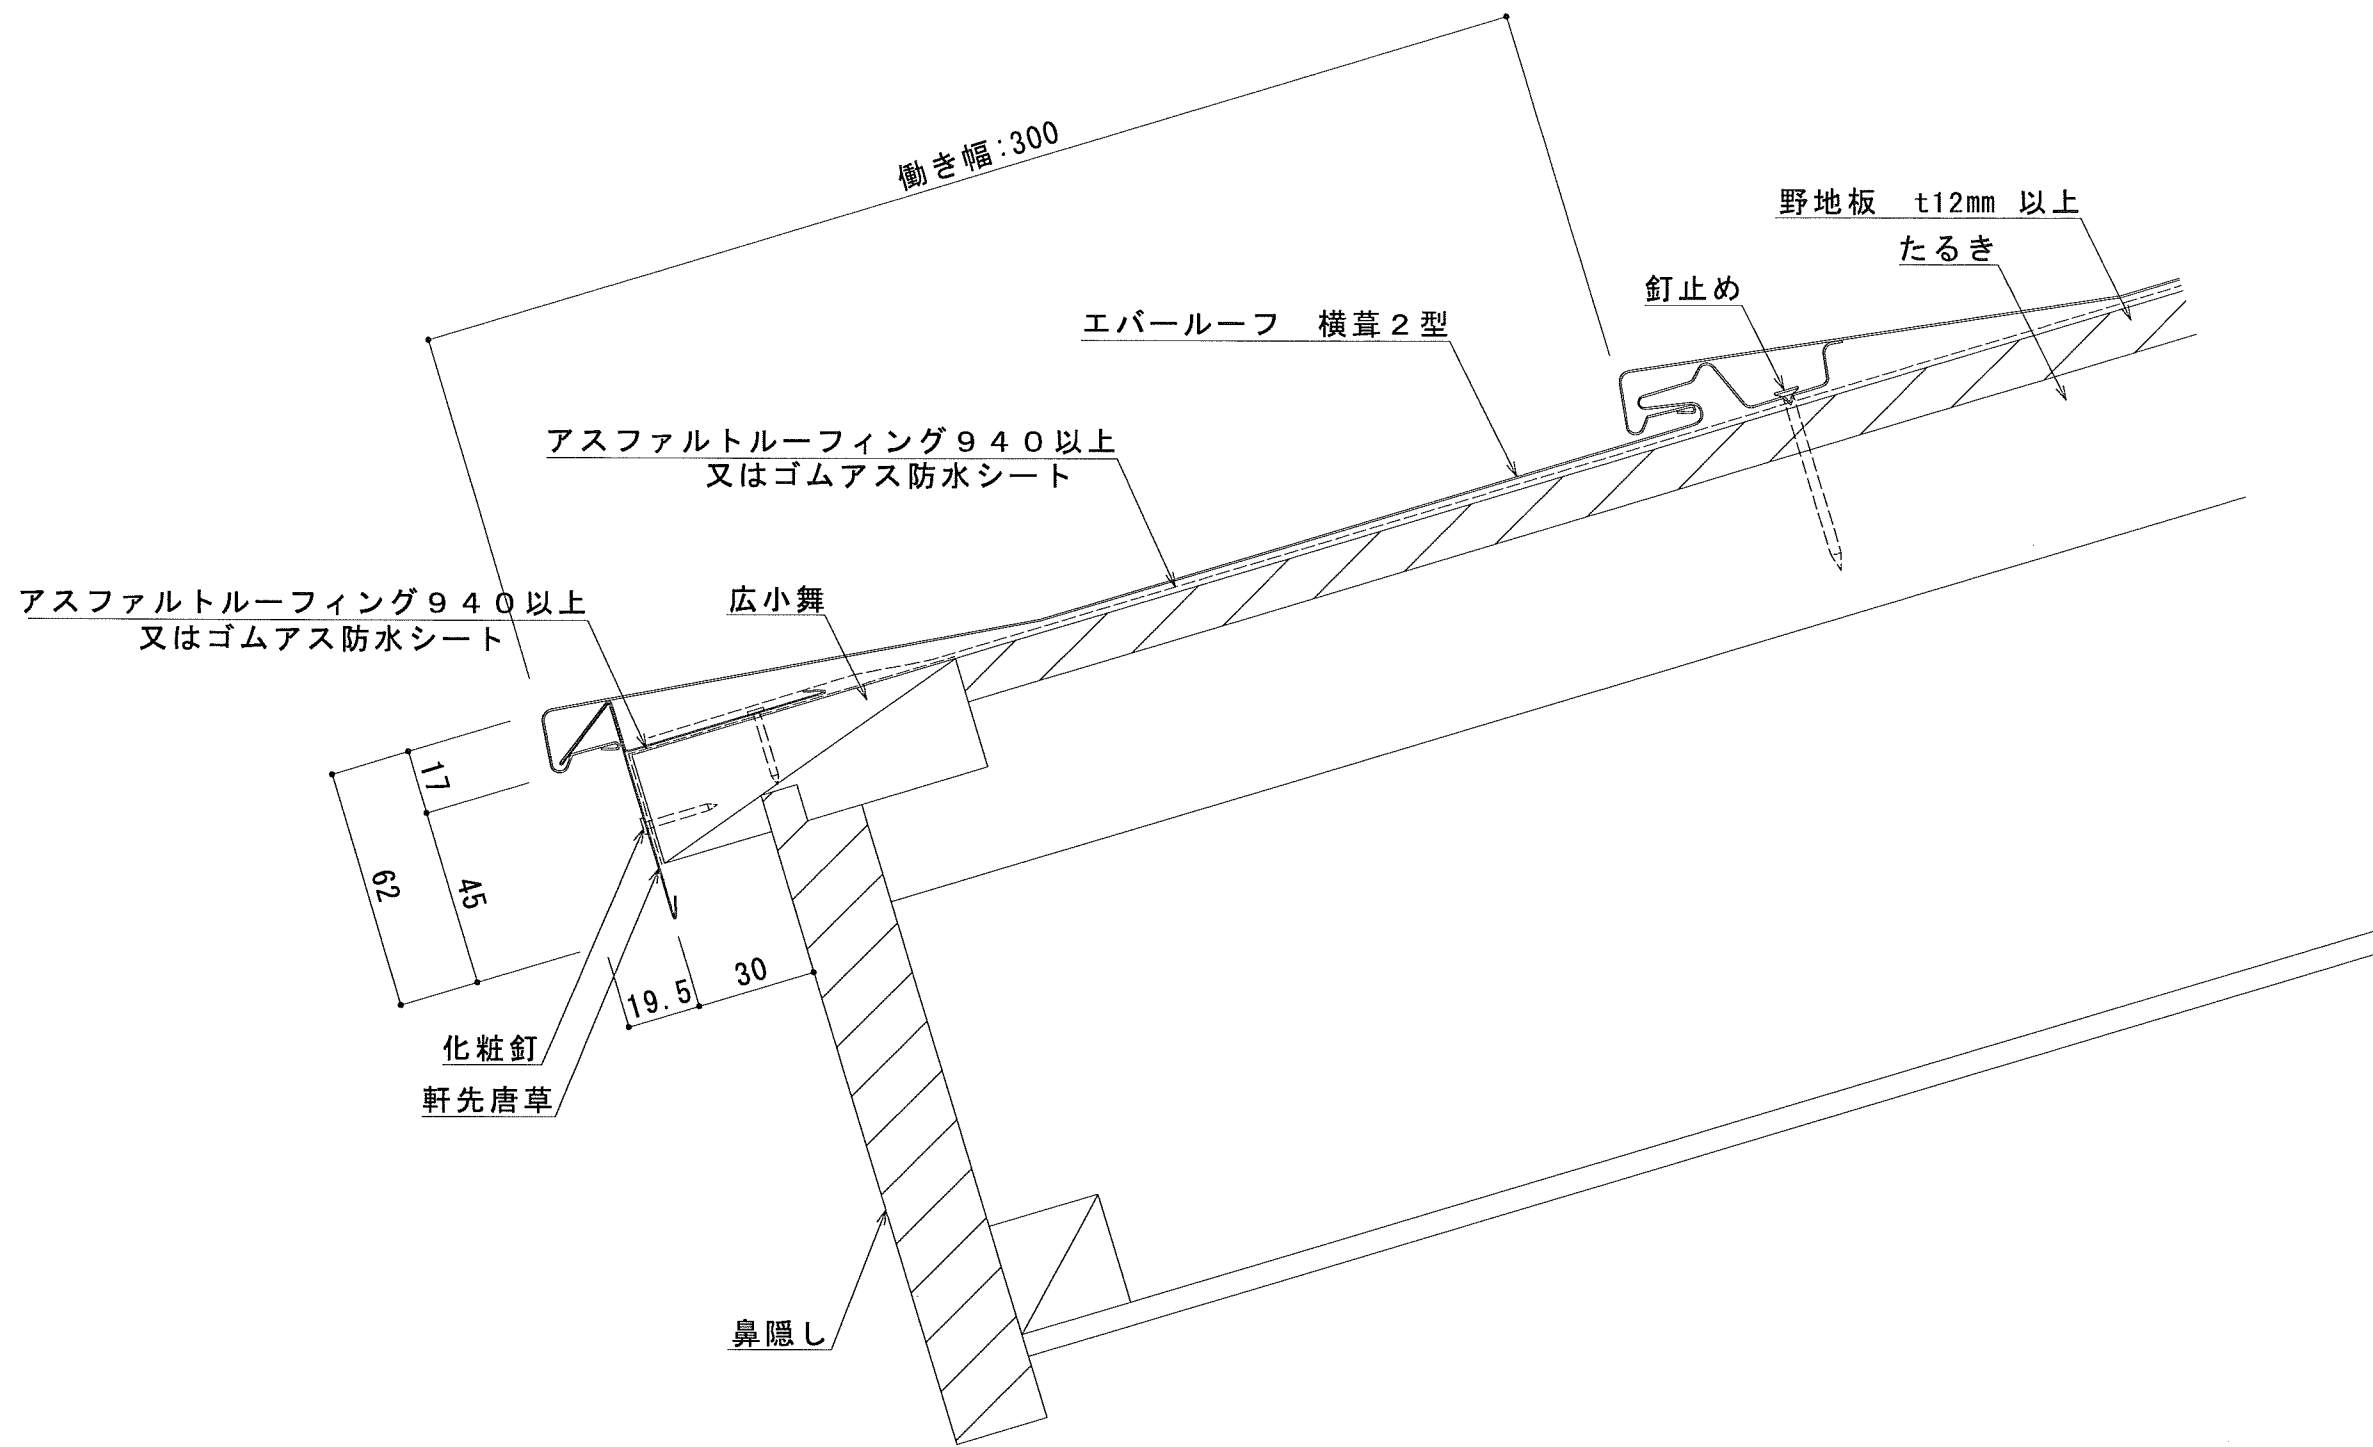 働き幅:300
野地板　t12mm 以上
たるき
釘止め
エバールーフ　横葺２型
アスファルトルーフィング９４０以上
又はゴムアス防水シート
アスファルトルーフィング９４０以上
又はゴムアス防水シート
広小舞
17
62
45
19.5
30
化粧釘
軒先唐草
鼻隠し